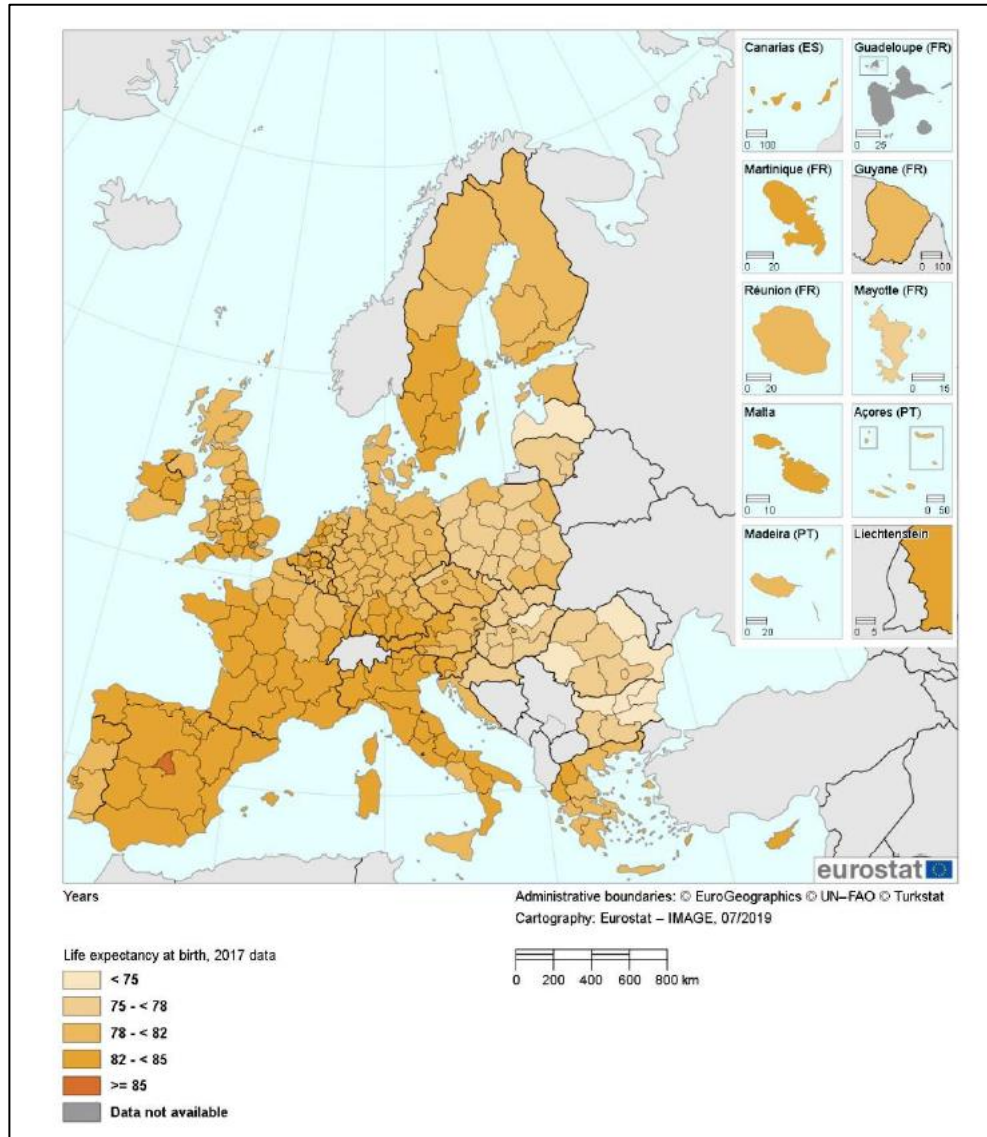 Canarias (ES)
0 100
Guadeloupe (FR)
0 25
Martinique (FR)
0 20
Guyane (FR)
0 100
Réunion (FR)
0 20
Mayotte (FR)
0 15
Malta
0 10
Açores (PT)
0 50
Madeira (PT)
0 20
Liechtenstein
0 5
eurostat
Years
Administrative boundaries: © EuroGeographics © UN–FAO © Turkstat
Cartography: Eurostat – IMAGE, 07/2019
Life expectancy at birth, 2017 data
< 75
75 - < 78
78 - < 82
82 - < 85
>= 85
Data not available
0 200 400 600 800 km